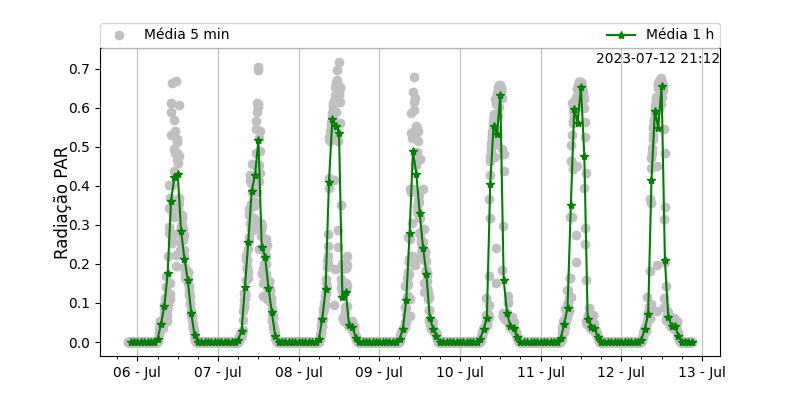 Média 5 min
Média 1 h
2023-07-12 21:12
Radiação PAR
0.7
0.6
0.5
0.4
0.3
0.2
0.1
0.0
06 - Jul
07 - Jul
08 - Jul
09 - Jul
10 - Jul
11 - Jul
12 - Jul
13 - Jul